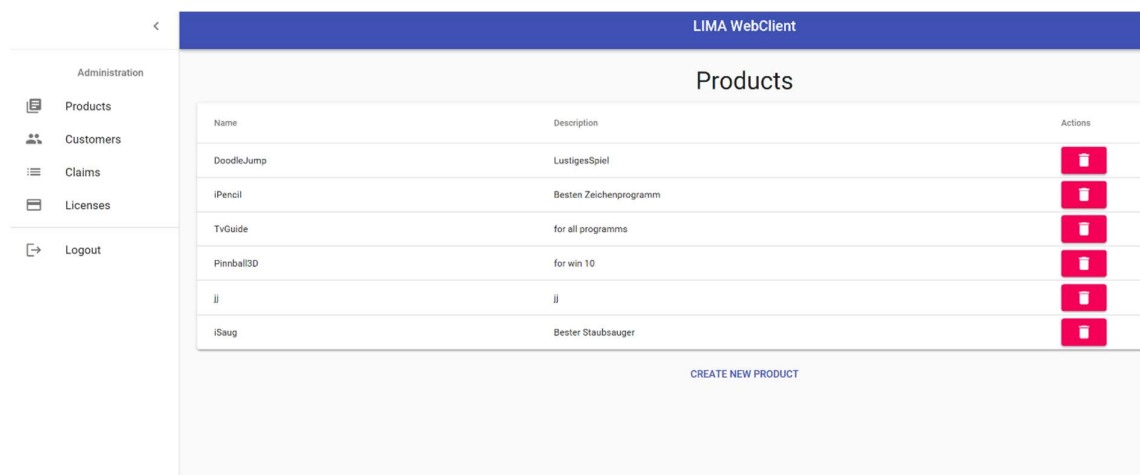 LIMA WebClient
Administration
Products
Customers
Claims
Licenses
Logout
Products
Name Description Actions
DoodleJump LustigesSpiel
iPencil Besten Zeichenprogramm
TvGuide for all programms
Pinnball3D for win 10
jj jj
iSaug Bester Staubsauger
CREATE NEW PRODUCT